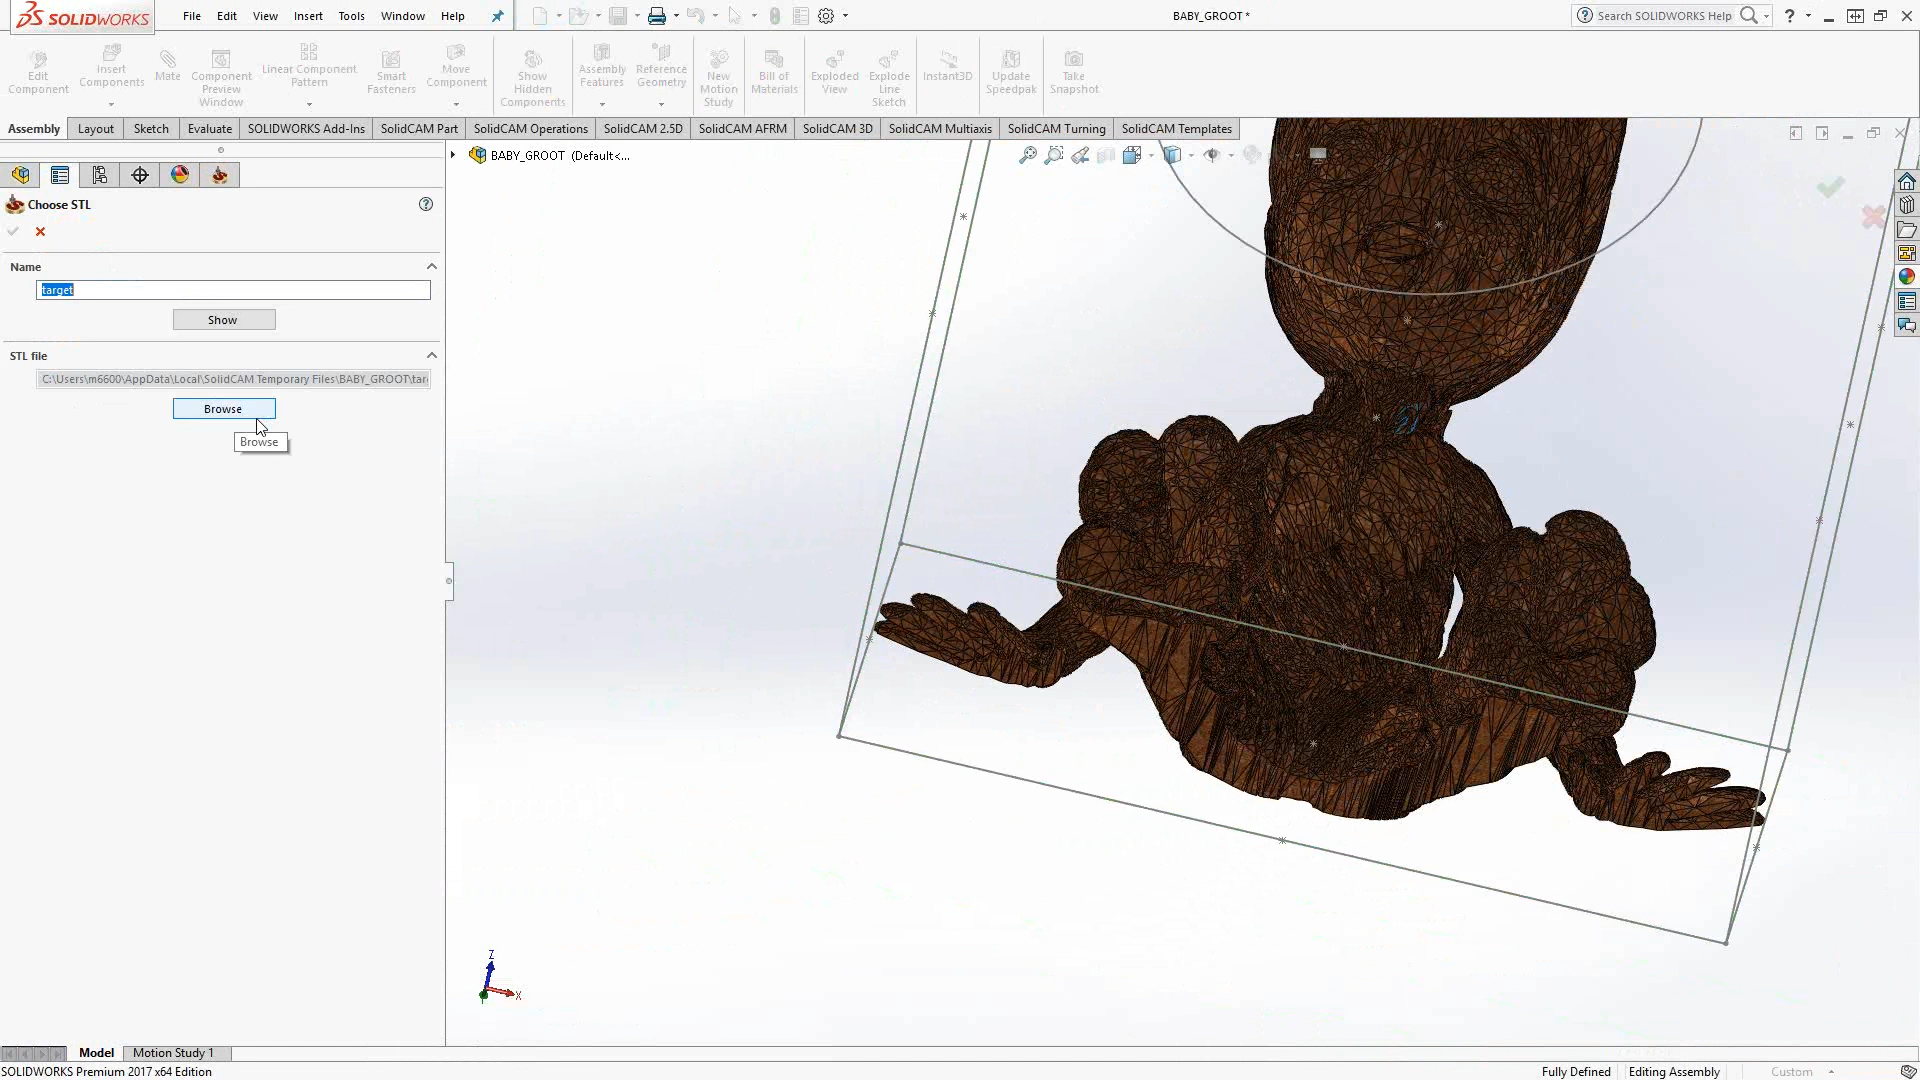 SOLIDWORKS File Edit View Insert Tools Window Help BABY_GROOT * Search SOLIDWORKS Help ?
Edit Component
Insert Components
Mate
Component Preview Window
Linear Component Pattern
Smart Fasteners
Move Component
Show Hidden Components
Assembly Features
Reference Geometry
New Motion Study
Bill of Materials
Exploded View
Explode Line Sketch
Instant3D
Update Speedpak
Take Snapshot
Assembly Layout Sketch Evaluate SOLIDWORKS Add-Ins SolidCAM Part SolidCAM Operations SolidCAM 2.5D SolidCAM AFRM SolidCAM 3D SolidCAM Multiaxis SolidCAM Turning SolidCAM Templates
BABY_GROOT (Default<...
Choose STL ?
Name
target
Show
STL file
C:\Users\m6600\AppData\Local\SolidCAM Temporary Files\BABY_GROOT\tar
Browse
Browse
Z
X
Model Motion Study 1
SOLIDWORKS Premium 2017 x64 Edition Fully Defined Editing Assembly Custom